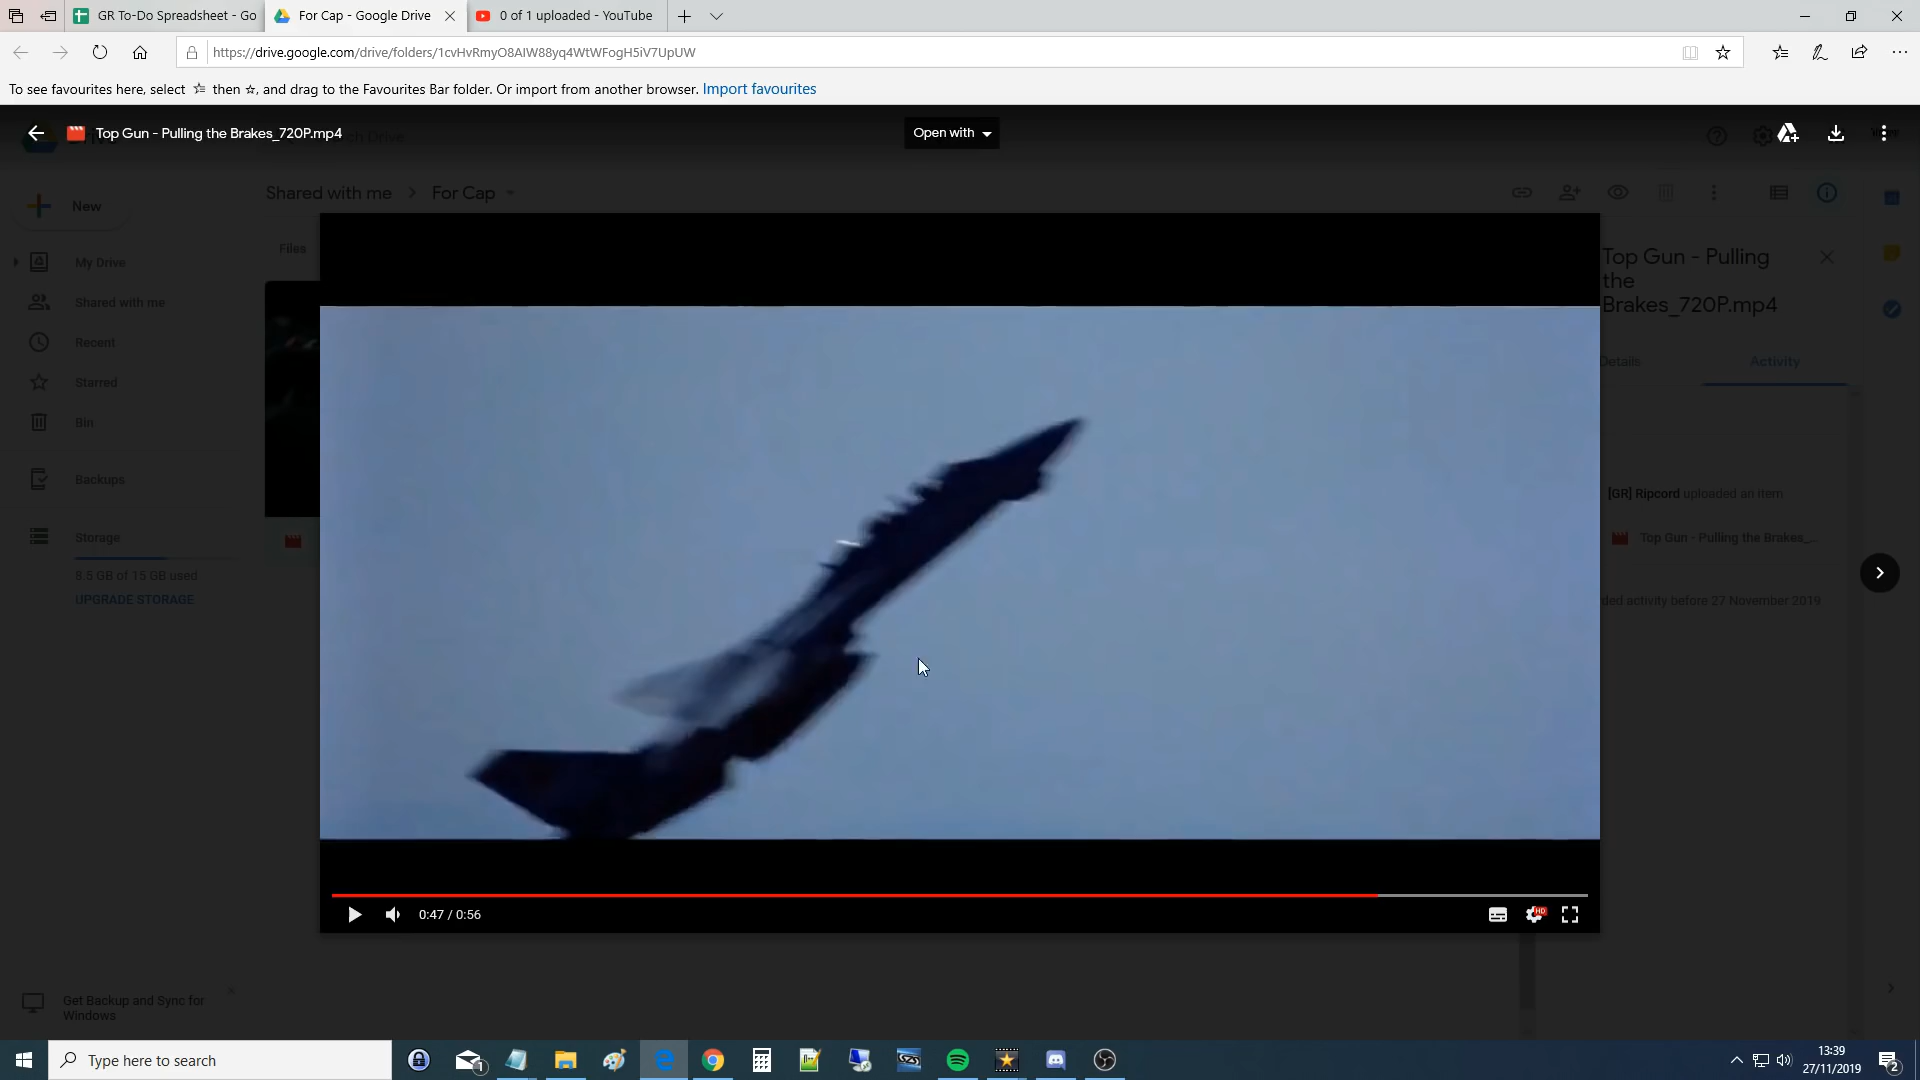 GR To-Do Spreadsheet - Go
For Cap - Google Drive
0 of 1 uploaded - YouTube
https://drive.google.com/drive/folders/1cvHvRmyO8AIW88yq4WtWFogH5iV7UpUW
To see favourites here, select then ☆, and drag to the Favourites Bar folder. Or import from another browser. Import favourites
Top Gun - Pulling the Brakes_720P.mp4
Open with
Shared with me > For Cap
New
Files
My Drive
Shared with me
Recent
Starred
Bin
Backups
Storage
8.5 GB of 15 GB used
UPGRADE STORAGE
Top Gun - Pulling
the
Brakes_720P.mp4
Details
Activity
[GR] Ripcord uploaded an item
Top Gun - Pulling the Brakes_...
ded activity before 27 November 2019
0:47 / 0:56
HD
Get Backup and Sync for
Windows
Type here to search
1
13:39
27/11/2019
2